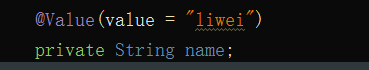 @Value(value = "liwei")
private String name;